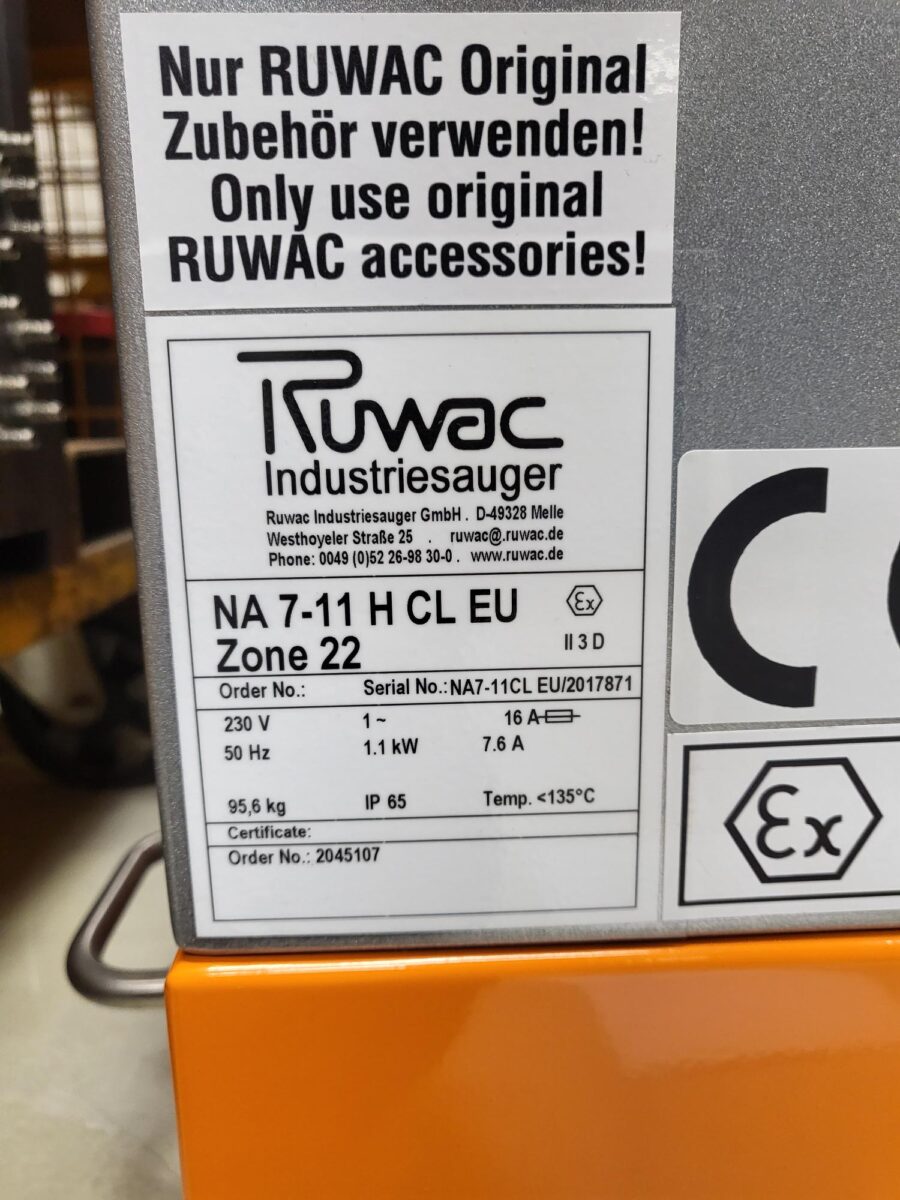 Nur RUWAC Original
Zubehör verwenden!
Only use original
RUWAC accessories!
Ruwac
Industriesauger
Ruwac Industriesauger GmbH . D-49328 Melle
Westhoyeler Straße 25 . ruwac@.ruwac.de
Phone: 0049 (0)52 26-98 30-0 . www.ruwac.de
NA 7-11 H CL EU Ex
Zone 22 II 3 D
Order No.: Serial No.: NA7-11CL EU/2017871
230 V 1 ~ 16 A
50 Hz 1.1 kW 7.6 A
95,6 kg IP 65 Temp. <135°C
Certificate:
Order No.: 2045107
C
Ex